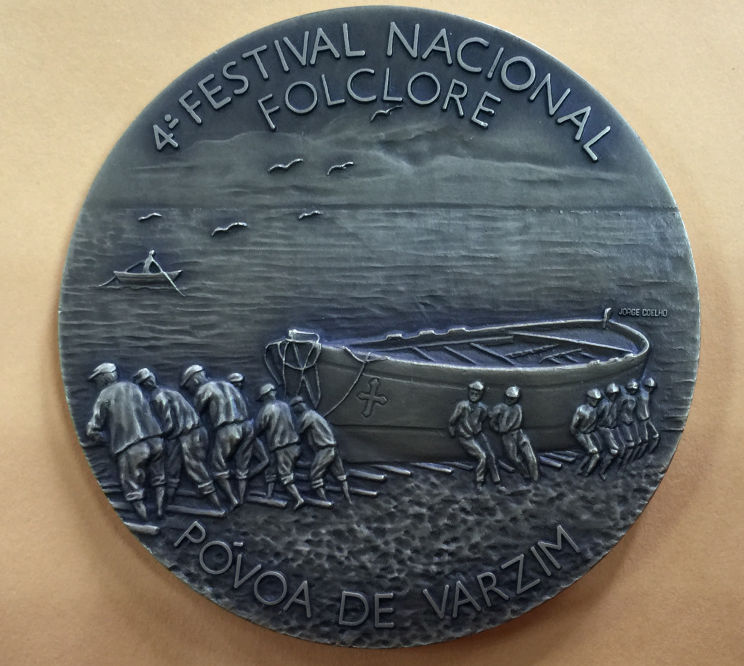 4º FESTIVAL NACIONAL
FOLCLORE
JORGE COELHO
PÓVOA DE VARZIM